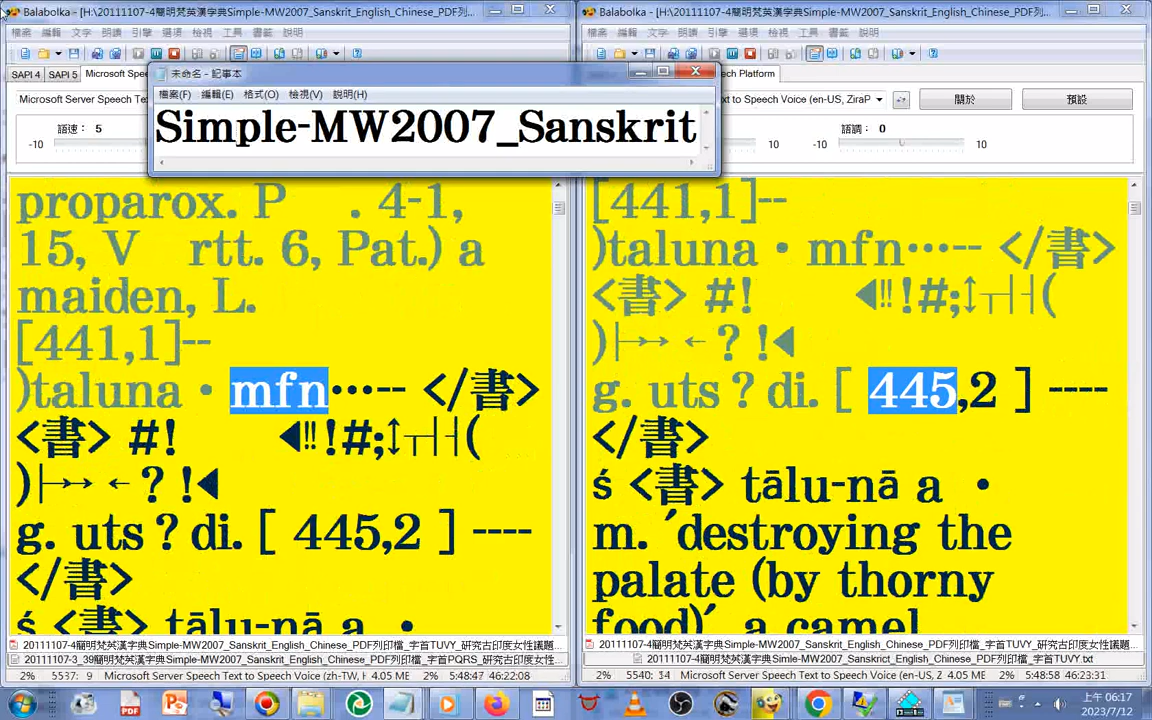 Balabolka - [H:\20111107-4簡明梵英漢字典Simple-MW2007_Sanskrit_English_Chinese_PDF列...
檔案 編輯 文字 朗讀 引擎 選項 檢視 工具 書籤 說明
SAPI 4 SAPI 5 Microsoft Spee
Microsoft Server Speech Text
語速： 5
-10
未命名 - 記事本
檔案(F) 編輯(E) 格式(O) 檢視(V) 說明(H)
Simple-MW2007_Sanskrit
proparox. P . 4-1,
15, V rtt. 6, Pat.) a
maiden, L.
[441,1]--
)taluna • mfn…-- </書>
<書> #! ◀‼!#;↕┬┤┤(
)├→→ ←? !◀
g. uts ? di. [ 445,2 ] ----
</書>
ś <書> tālu-nā a •
20111107-4簡明梵英漢字典Simple-MW2007_Sanskrit_English_Chinese_PDF列印檔_字首TUVY_研究古印度女性議題...
20111107-3_39簡明梵英漢字典Simple-MW2007_Sanskrit_English_Chinese_PDF列印檔_字首PQRS_研究古印度女性...
2% 5537: 9 Microsoft Server Speech Text to Speech Voice (zh-TW, H 4.05 ME 2% 5:48:47 46:22:08
Balabolka - [H:\20111107-4簡明梵英漢字典Simple-MW2007_Sanskrit_English_Chinese_PDF列...
檔案 編輯 文字 朗讀 引擎 選項 檢視 工具 書籤 說明
ech Platform
t to Speech Voice (en-US, ZiraP 關於 預設
語調： 0
10 -10 10
[441,1]--
)taluna • mfn…-- </書>
<書> #! ◀‼!#;↕┬┤┤(
)├→→ ←? !◀
g. uts ? di. [ 445,2 ] ----
</書>
ś <書> tālu-nā a •
m. ´destroying the
palate (by thorny
food)´, a camel
20111107-4簡明梵英漢字典Simple-MW2007_Sanskrit_English_Chinese_PDF列印檔_字首TUVY_研究古印度女性議題...
20111107-4簡明梵英漢字典Simple-MW2007_Sanskrit_English_Chinese_PDF列印檔_字首TUVY.txt
2% 5540: 14 Microsoft Server Speech Text to Speech Voice (en-US, Z 4.05 ME 2% 5:49:00 46:23:31
上午 06:17
2023/7/12